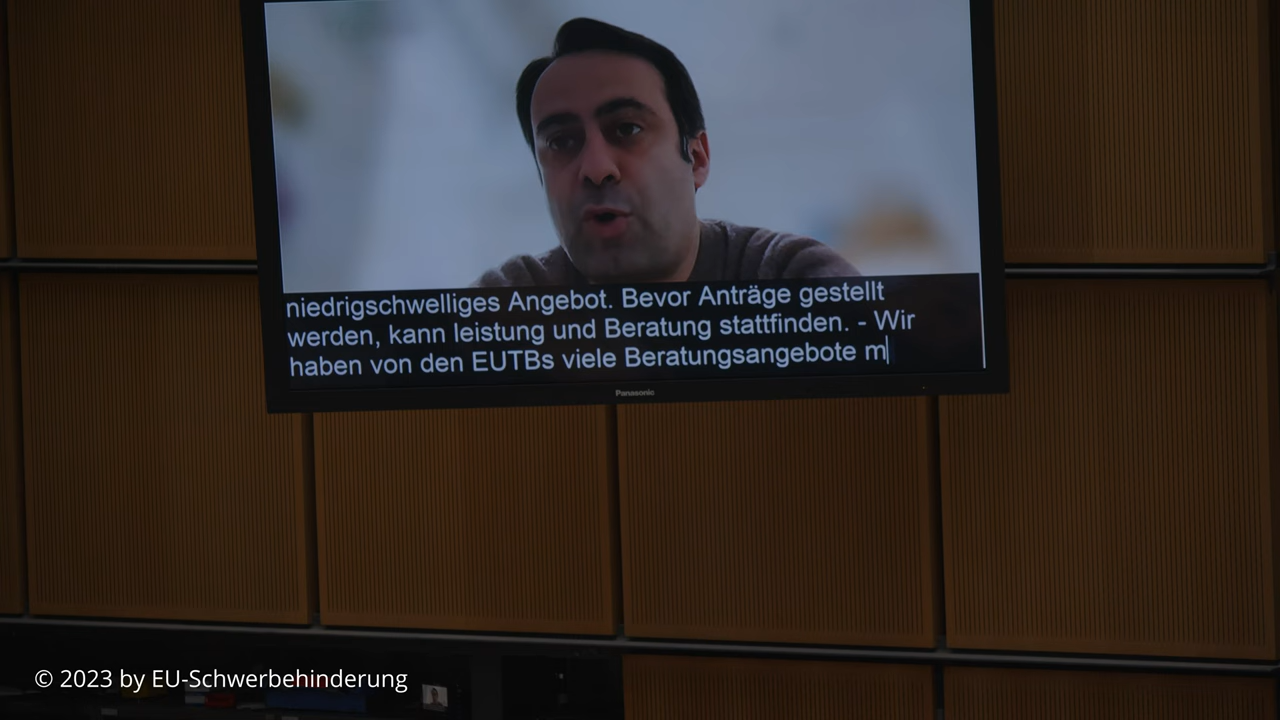 niedrigschwelliges Angebot. Bevor Anträge gestellt
werden, kann leistung und Beratung stattfinden. - Wir
haben von den EUTBs viele Beratungsangebote m
Panasonic
© 2023 by EU-Schwerbehinderung